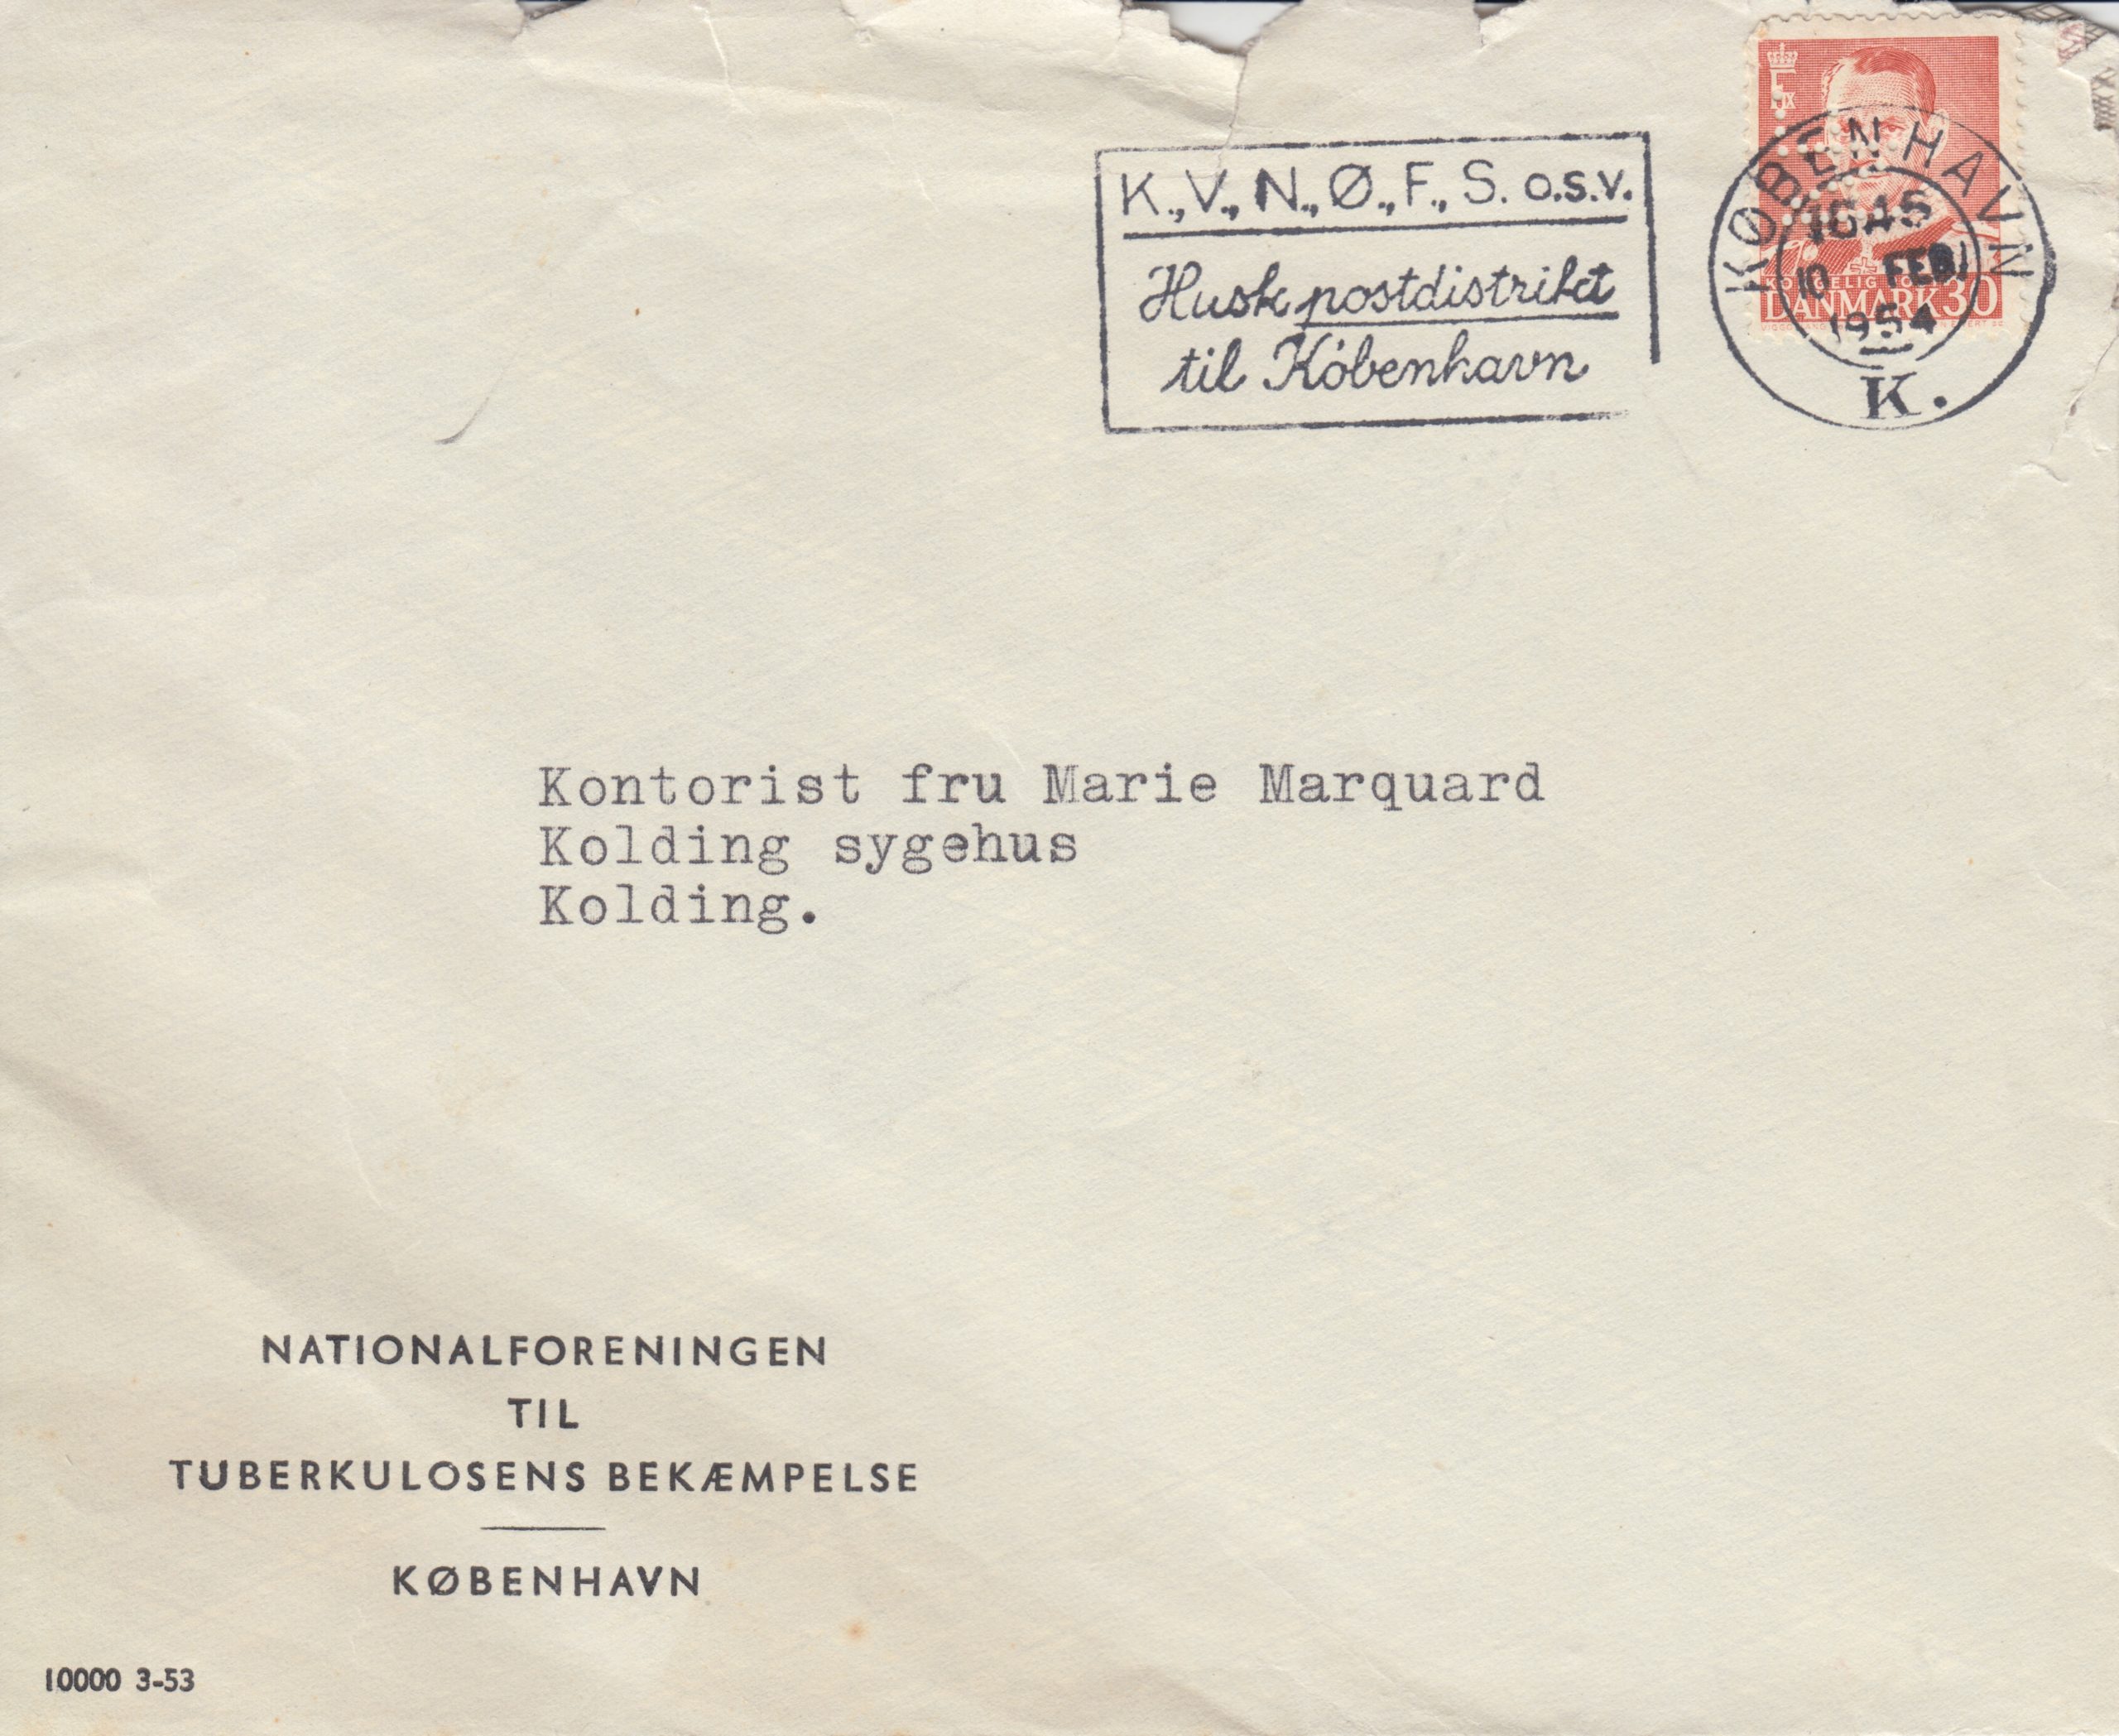 K., V., N., Ø., F., S. o.s.v.
Husk postdistrikt
til København
KØBENHAVN
1645
10 FEB.
1954
K.
DANMARK 30
Kontorist fru Marie Marquard
Kolding sygehus
Kolding.
NATIONALFORENINGEN
TIL
TUBERKULOSENS BEKÆMPELSE
KØBENHAVN
10000 3-53